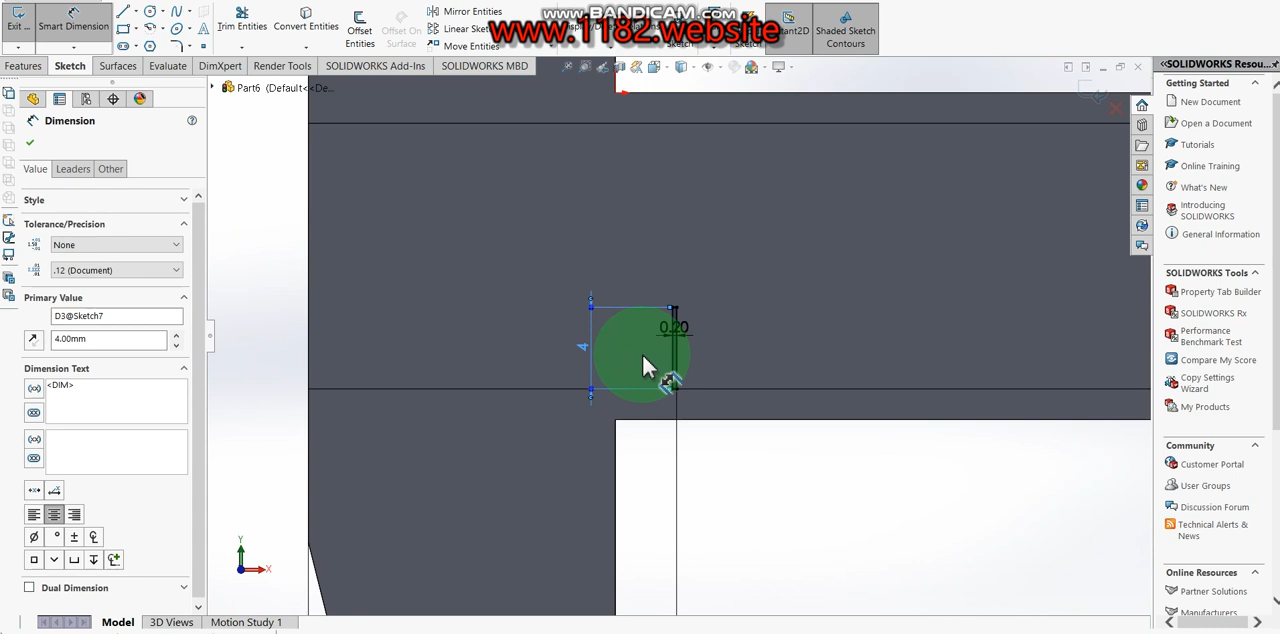 www.BANDICAM.com
www.1182.website
Exit ...
Smart Dimension
Trim Entities
Convert Entities
Offset
Entities
Offset On
Surface
Mirror Entities
Linear Sketch
Move Entities
Shaded Sketch
Contours
Features
Sketch
Surfaces
Evaluate
DimXpert
Render Tools
SOLIDWORKS Add-Ins
SOLIDWORKS MBD
Part6 (Default<<De...
Dimension
Value
Leaders
Other
Style
Tolerance/Precision
None
.12 (Document)
Primary Value
D3@Sketch7
4.00mm
Dimension Text
<DIM>
Dual Dimension
4
0.20
Y
X
Model
3D Views
Motion Study 1
SOLIDWORKS Resou...
Getting Started
New Document
Open a Document
Tutorials
Online Training
What's New
Introducing
SOLIDWORKS
General Information
SOLIDWORKS Tools
Property Tab Builder
SOLIDWORKS Rx
Performance
Benchmark Test
Compare My Score
Copy Settings
Wizard
My Products
Community
Customer Portal
User Groups
Discussion Forum
Technical Alerts &
News
Online Resources
Partner Solutions
Manufacturers